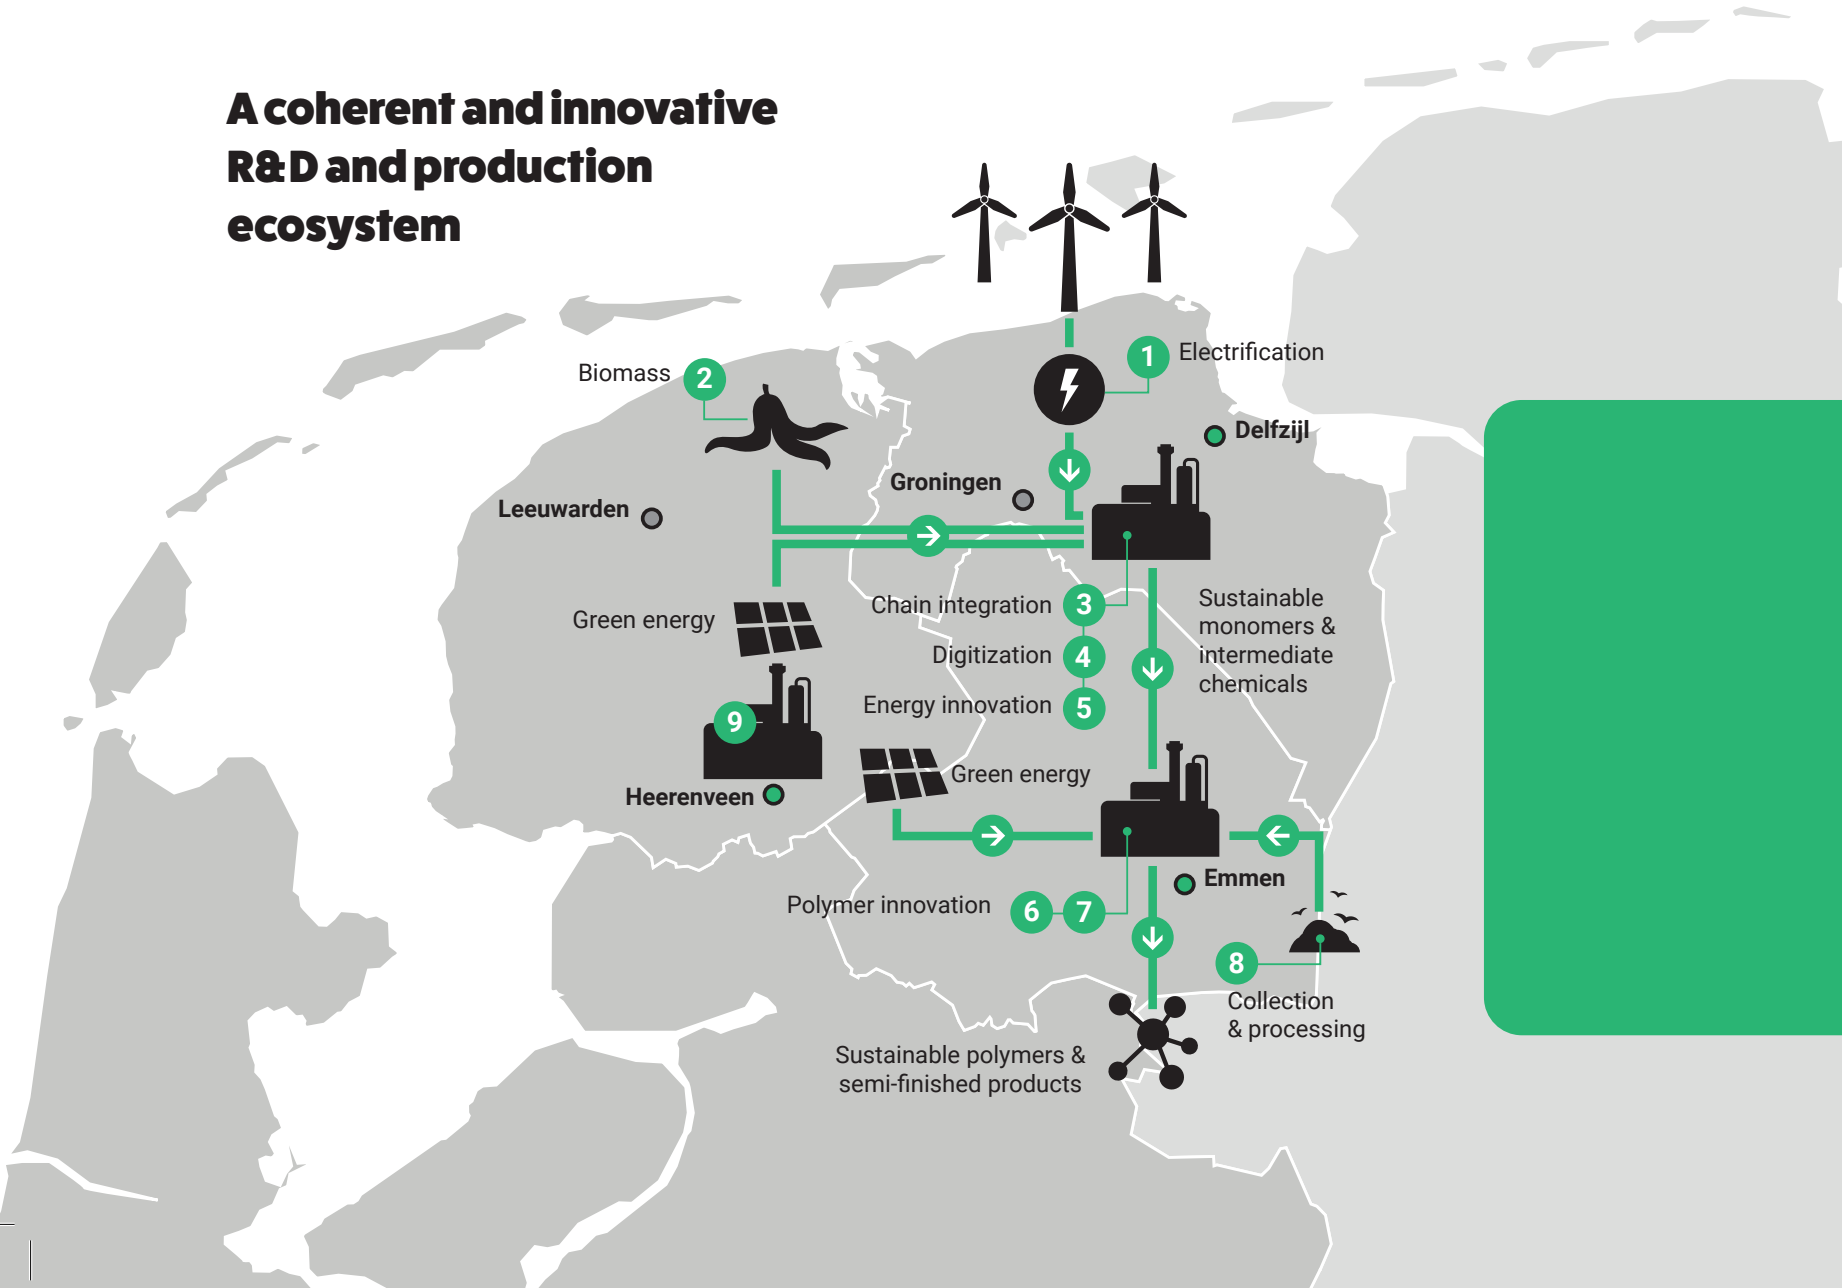 A coherent and innovative
R&D and production
ecosystem
1 Electrification
Biomass 2
Delfzijl
Groningen
Leeuwarden
Chain integration 3
Sustainable
monomers &
intermediate
chemicals
Green energy
Digitization 4
Energy innovation 5
9
Green energy
Heerenveen
Emmen
Polymer innovation 6 7
8
Collection
& processing
Sustainable polymers &
semi-finished products